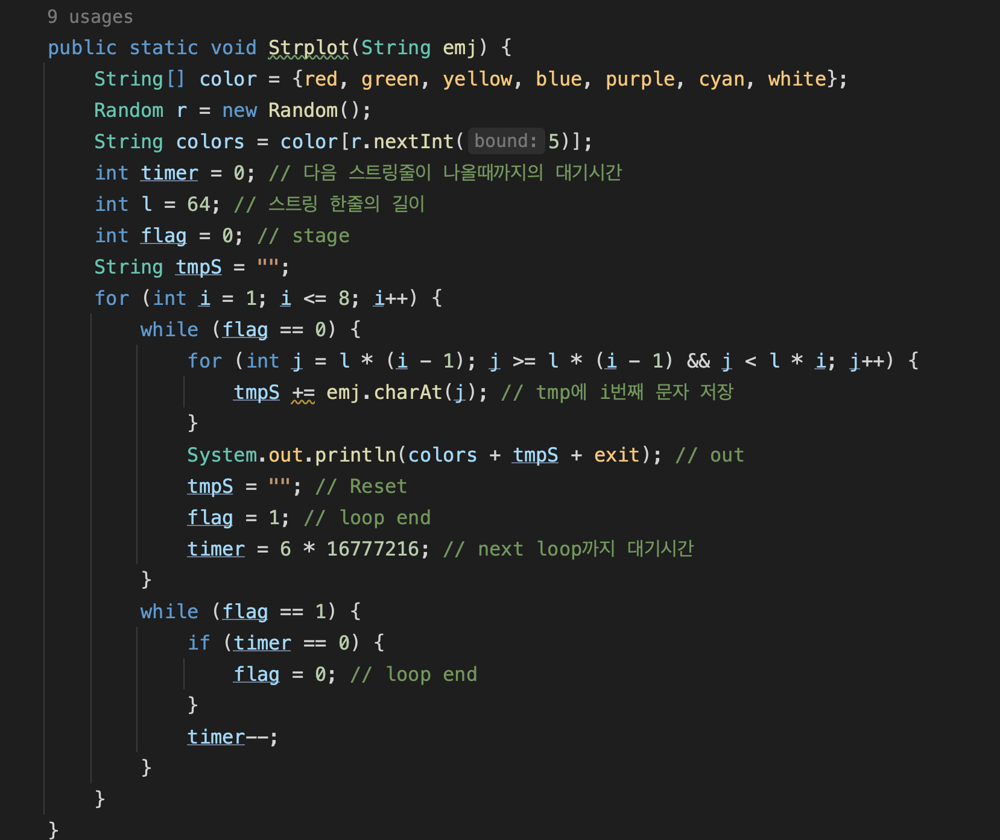 9 usages
public static void Strplot(String emj) {
String[] color = {red, green, yellow, blue, purple, cyan, white};
Random r = new Random();
String colors = color[r.nextInt( bound: 5)];
int timer = 0; // 다음 스트링줄이 나올때까지의 대기시간
int l = 64; // 스트링 한줄의 길이
int flag = 0; // stage
String tmpS = "";
for (int i = 1; i <= 8; i++) {
while (flag == 0) {
for (int j = l * (i - 1); j >= l * (i - 1) && j < l * i; j++) {
tmpS += emj.charAt(j); // tmp에 i번째 문자 저장
}
System.out.println(colors + tmpS + exit); // out
tmpS = ""; // Reset
flag = 1; // loop end
timer = 6 * 16777216; // next loop까지 대기시간
}
while (flag == 1) {
if (timer == 0) {
flag = 0; // loop end
}
timer--;
}
}
}